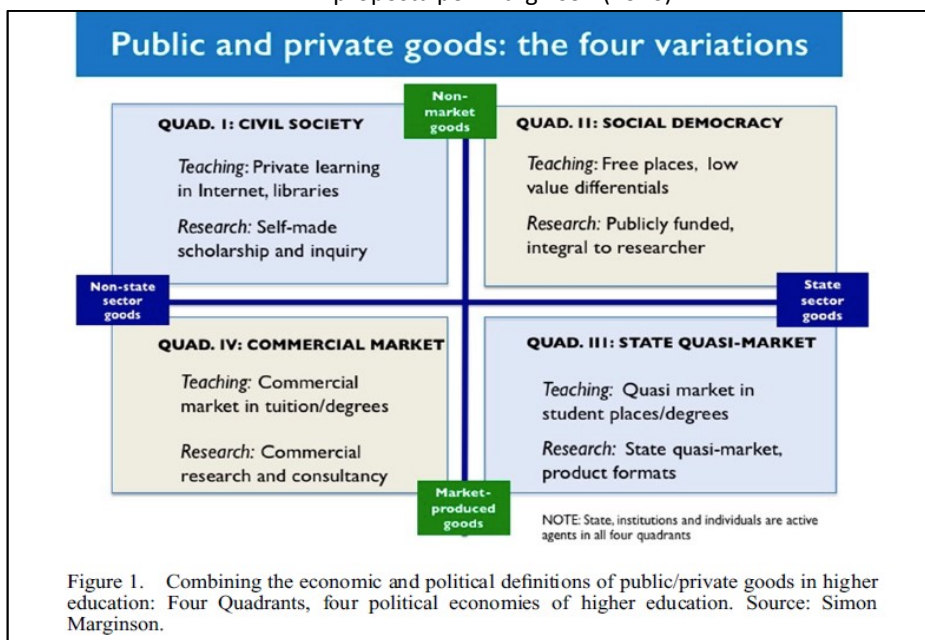 Public and private goods: the four variations
Non-
market
goods
QUAD. I: CIVIL SOCIETY
Teaching: Private learning
in Internet, libraries
Research: Self-made
scholarship and inquiry
QUAD. II: SOCIAL DEMOCRACY
Teaching: Free places, low
value differentials
Research: Publicly funded,
integral to researcher
Non-state
sector
goods
State
sector
goods
QUAD. IV: COMMERCIAL MARKET
Teaching: Commercial
market in tuition/degrees
Research: Commercial
research and consultancy
QUAD. III: STATE QUASI-MARKET
Teaching: Quasi market in
student places/degrees
Research: State quasi-market,
product formats
Market-
produced
goods
NOTE: State, institutions and individuals are active
agents in all four quadrants
Figure 1. Combining the economic and political definitions of public/private goods in higher
education: Four Quadrants, four political economies of higher education. Source: Simon
Marginson.